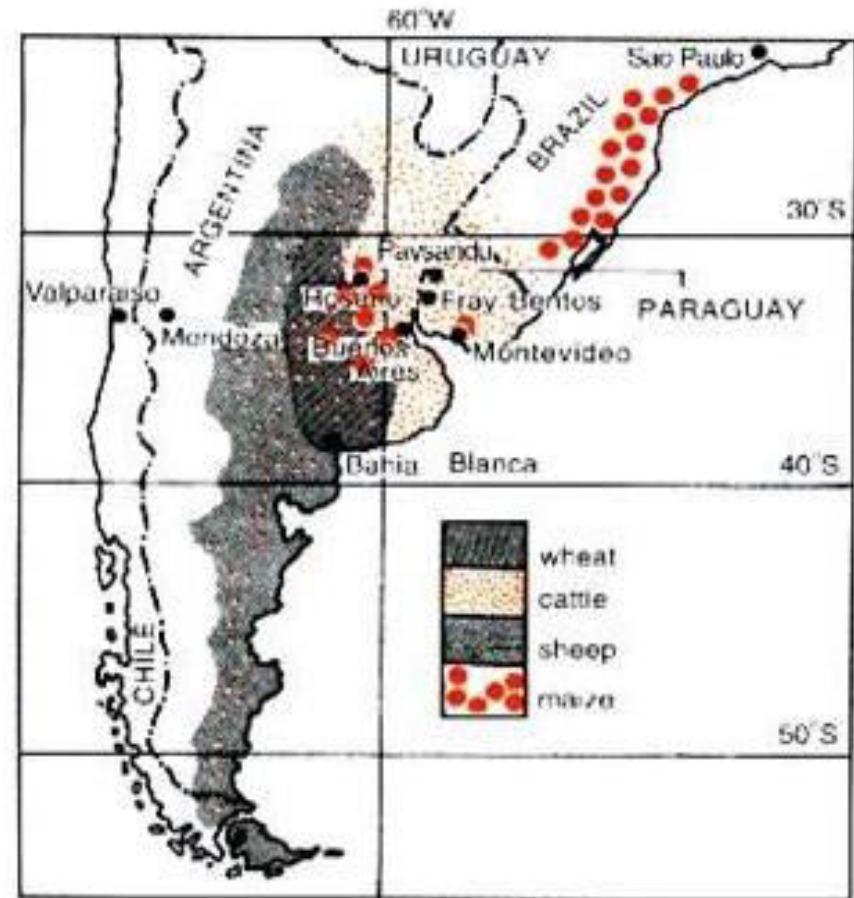 60°W
URUGUAY
Sao Paulo
BRAZIL
ARGENTINA
30°S
Paysandu
1
Valparaiso
Rosario
Fray Bentos
PARAGUAY
Mendoza
Buenos
Aires
Montevideo
Bahia Blanca
40°S
wheat
cattle
sheep
maize
CHILE
50°S